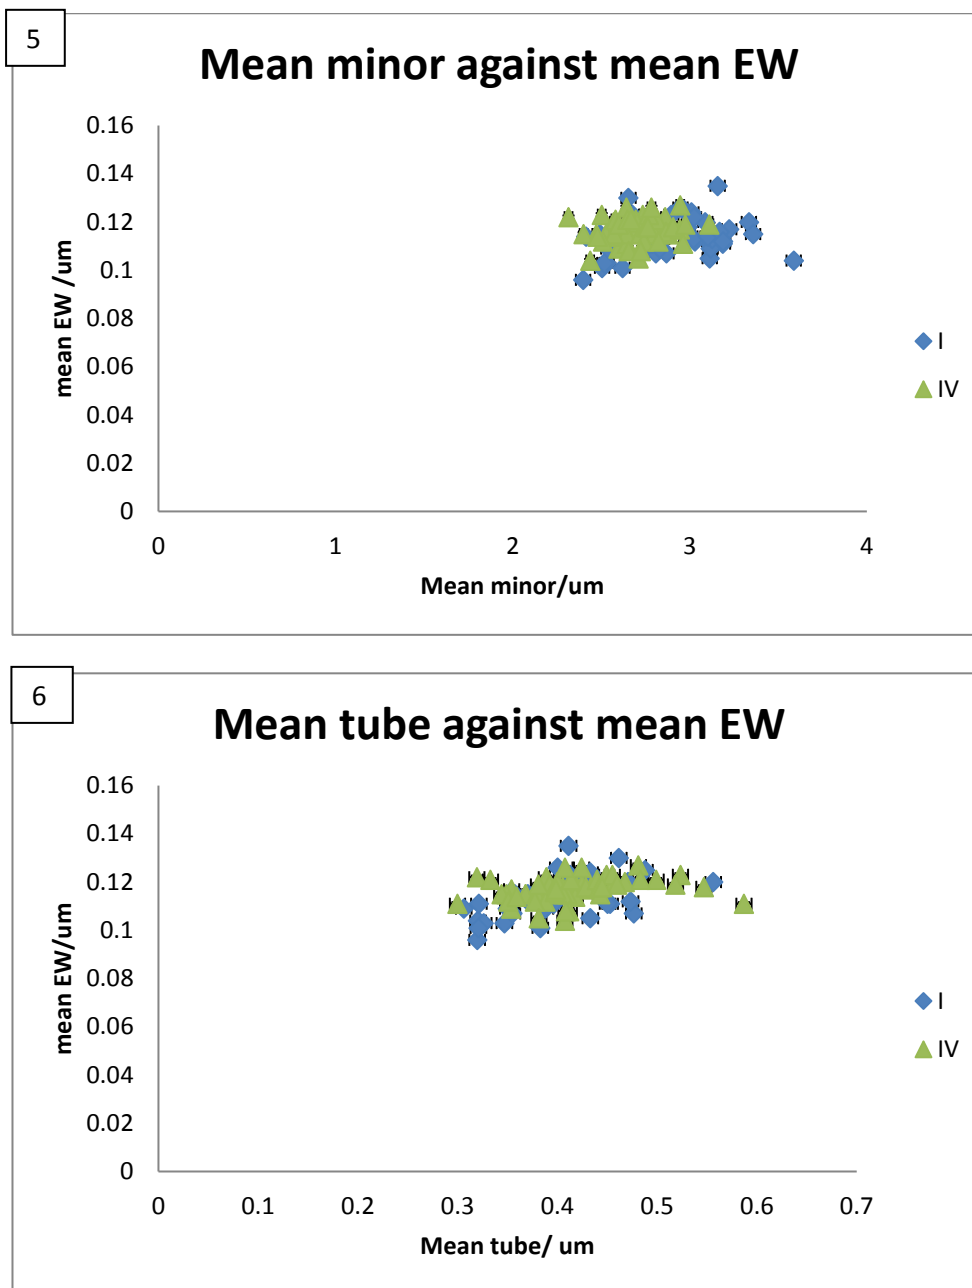 5
Mean minor against mean EW
0.16
0.14
0.12
0.1
0.08
0.06
0.04
0.02
0
mean EW /um
0 1 2 3 4
Mean minor/um
I
IV
6
Mean tube against mean EW
0.16
0.14
0.12
0.1
0.08
0.06
0.04
0.02
0
mean EW/um
0 0.1 0.2 0.3 0.4 0.5 0.6 0.7
Mean tube/ um
I
IV